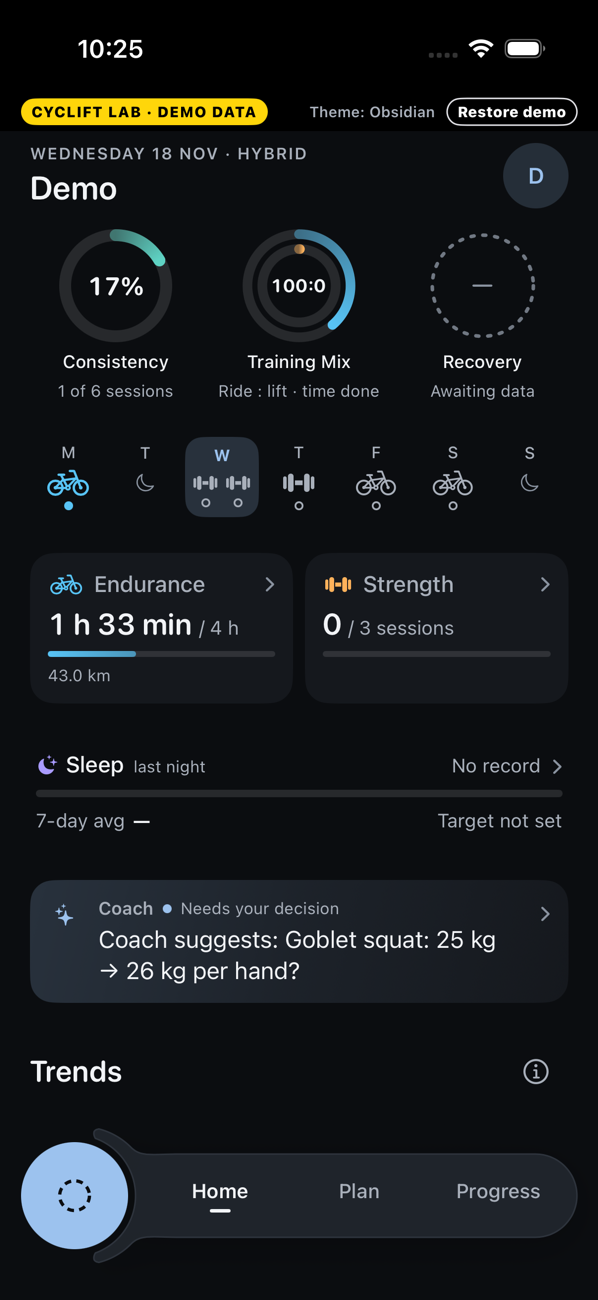 10:25
CYCLIFT LAB · DEMO DATA
Theme: Obsidian
Restore demo
WEDNESDAY 18 NOV · HYBRID
Demo
D
17%
100:0
—
Consistency
Training Mix
Recovery
1 of 6 sessions
Ride : lift · time done
Awaiting data
M T W T F S S
Endurance
1 h 33 min / 4 h
43.0 km
Strength
0 / 3 sessions
Sleep last night
No record
7-day avg —
Target not set
Coach • Needs your decision
Coach suggests: Goblet squat: 25 kg
→ 26 kg per hand?
Trends
Home
Plan
Progress